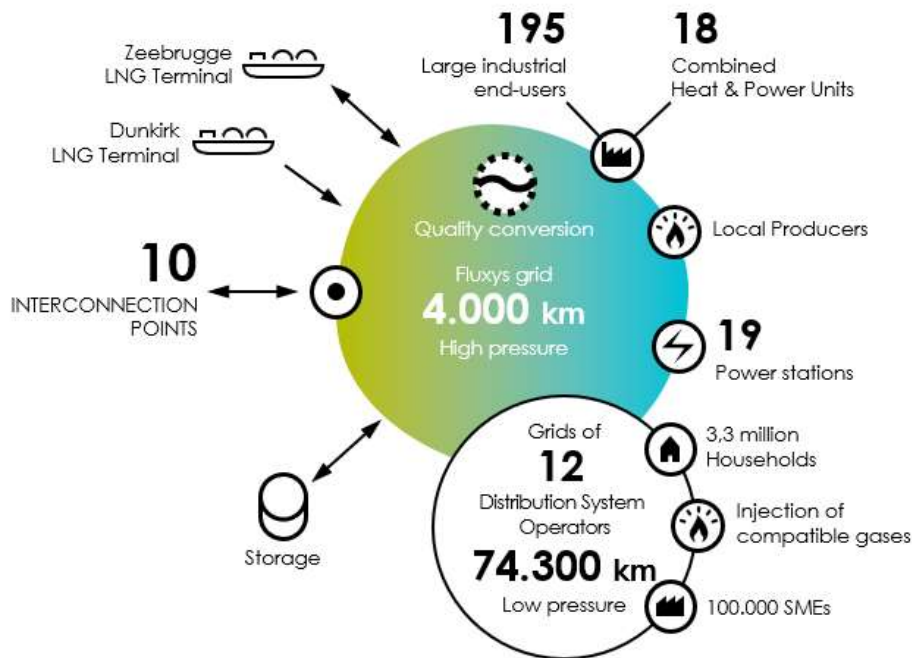 195
Large industrial
end-users
18
Combined
Heat & Power Units
Zeebrugge
LNG Terminal
Dunkirk
LNG Terminal
Quality conversion
Local Producers
10
INTERCONNECTION
POINTS
Fluxys grid
4.000 km
High pressure
19
Power stations
Grids of
12
Distribution System
Operators
74.300 km
Low pressure
3,3 million
Households
Injection of
compatible gases
100.000 SMEs
Storage